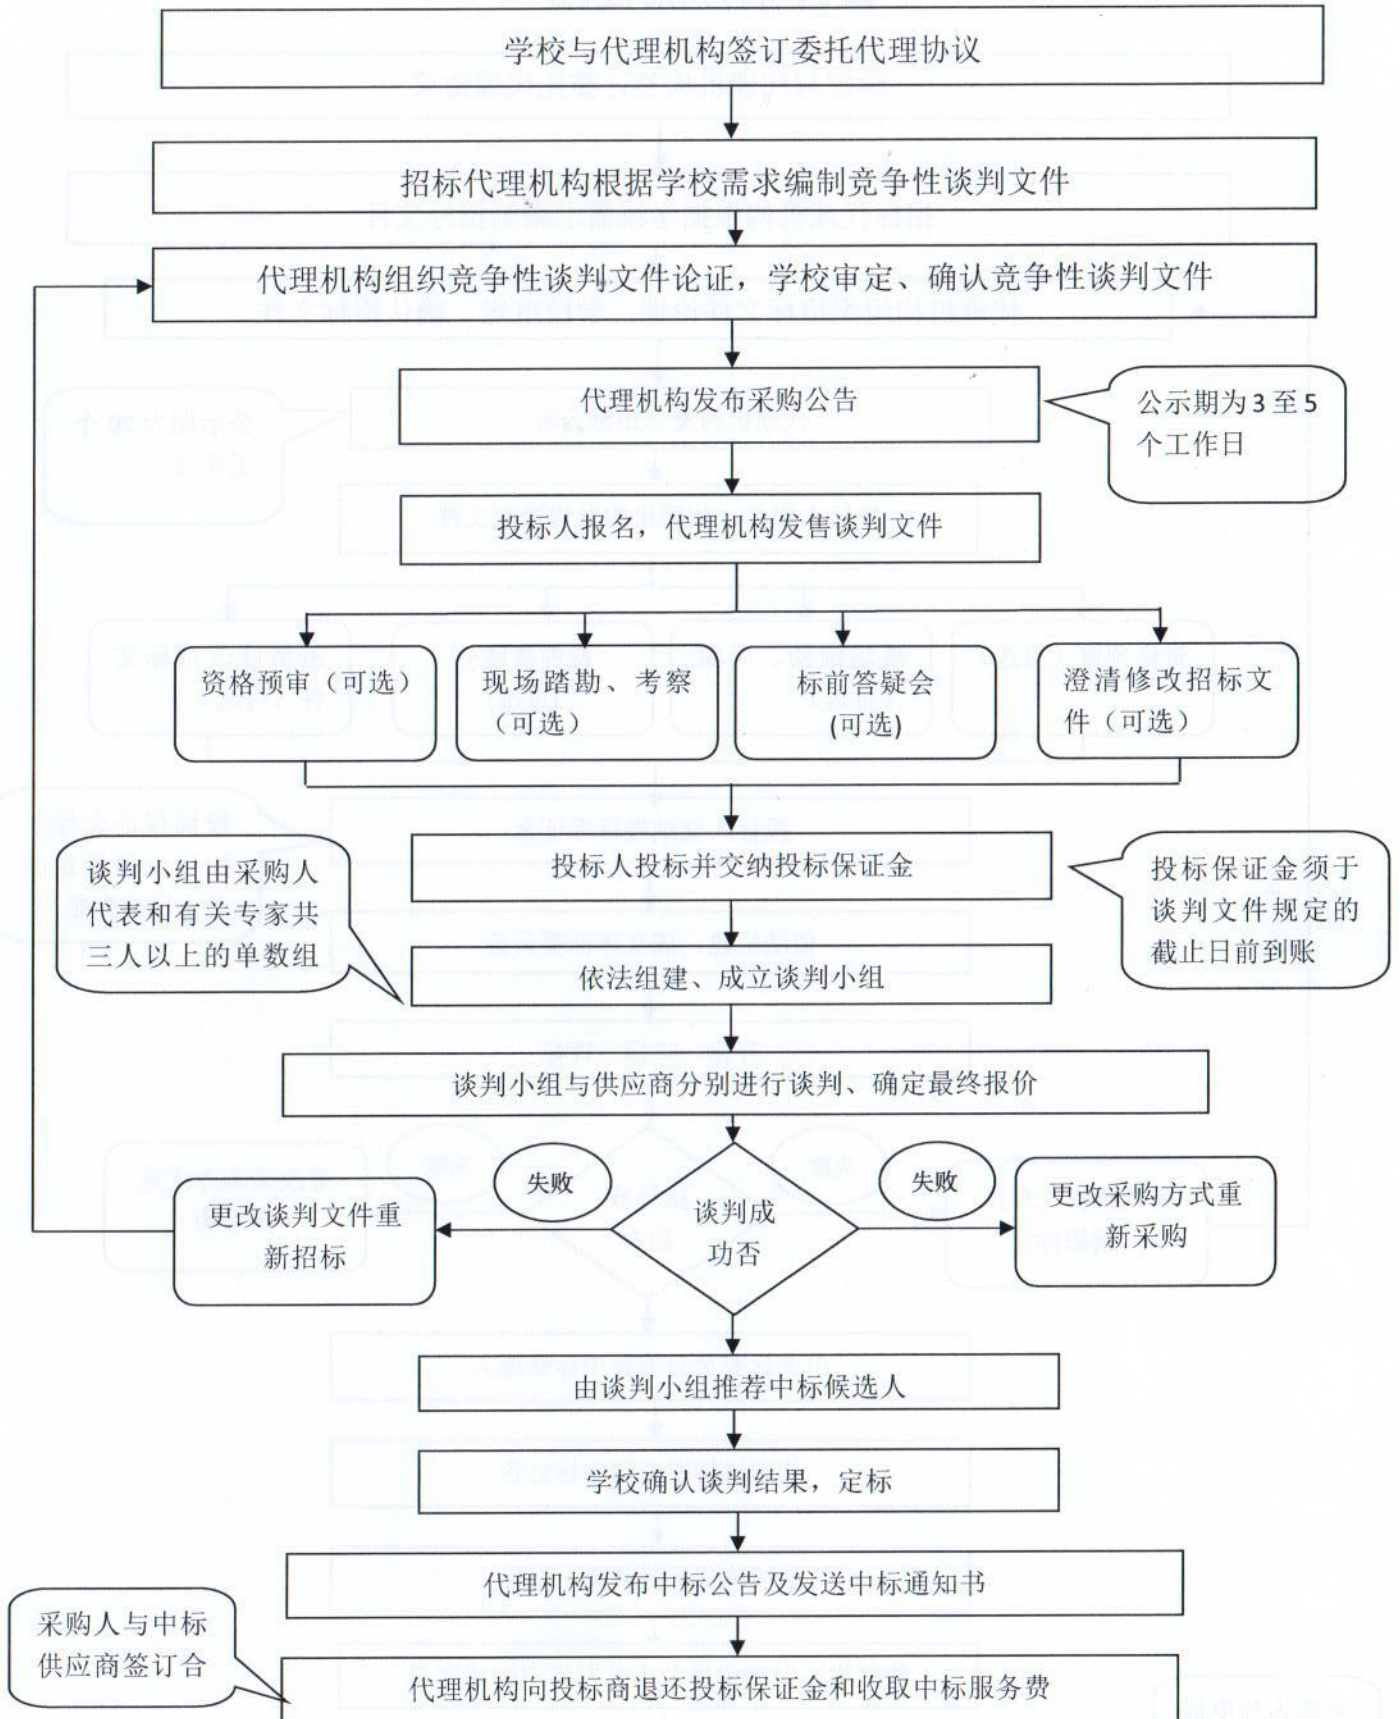 学校与代理机构签订委托代理协议
招标代理机构根据学校需求编制竞争性谈判文件
代理机构组织竞争性谈判文件论证，学校审定、确认竞争性谈判文件
代理机构发布采购公告
公示期为3至5
个工作日
投标人报名，代理机构发售谈判文件
资格预审（可选）
现场踏勘、考察
（可选）
标前答疑会
(可选)
澄清修改招标文
件（可选）
投标人投标并交纳投标保证金
谈判小组由采购人
代表和有关专家共
三人以上的单数组
投标保证金须于
谈判文件规定的
截止日前到账
依法组建、成立谈判小组
谈判小组与供应商分别进行谈判、确定最终报价
失败
失败
更改谈判文件重
新招标
谈判成
功否
更改采购方式重
新采购
由谈判小组推荐中标候选人
学校确认谈判结果，定标
代理机构发布中标公告及发送中标通知书
采购人与中标
供应商签订合
代理机构向投标商退还投标保证金和收取中标服务费